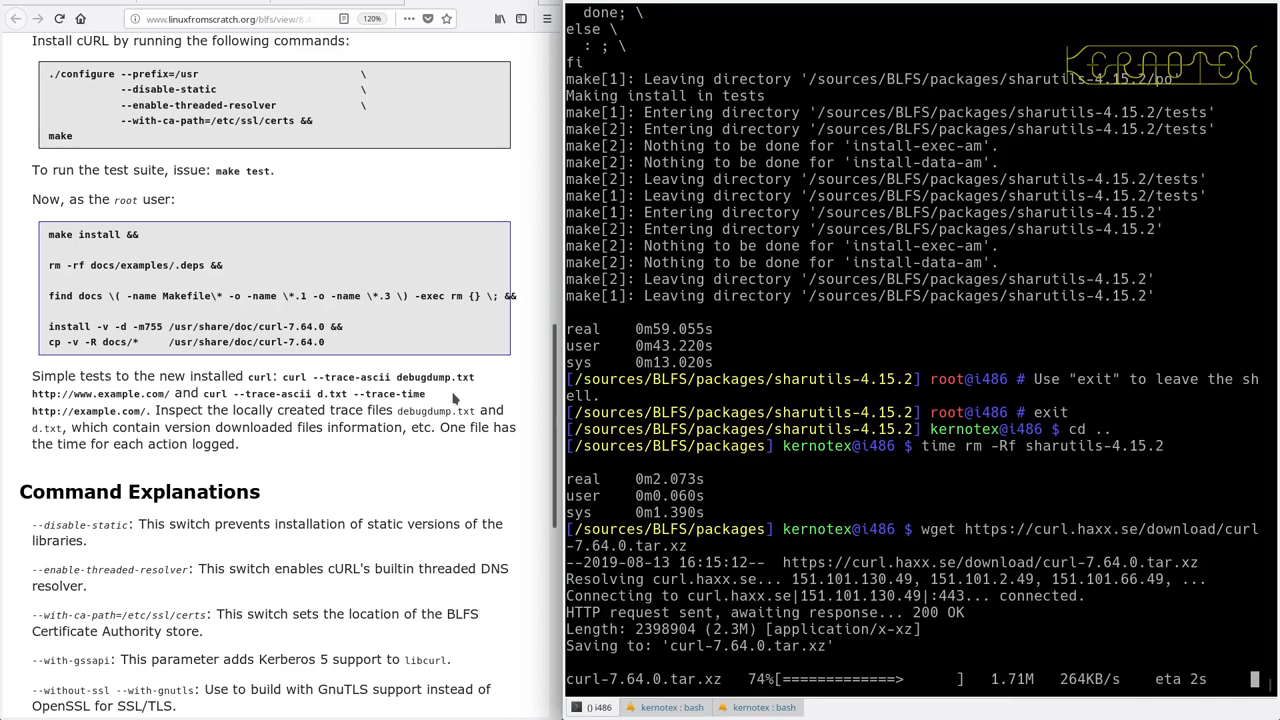 www.linuxfromscratch.org/blfs/view/8.4
120%
Install cURL by running the following commands:
./configure --prefix=/usr \
--disable-static \
--enable-threaded-resolver \
--with-ca-path=/etc/ssl/certs &&
make
To run the test suite, issue: make test.
Now, as the root user:
make install &&
rm -rf docs/examples/.deps &&
find docs \( -name Makefile\* -o -name \*.1 -o -name \*.3 \) -exec rm {} \; &&
install -v -d -m755 /usr/share/doc/curl-7.64.0 &&
cp -v -R docs/* /usr/share/doc/curl-7.64.0
Simple tests to the new installed curl: curl --trace-ascii debugdump.txt
http://www.example.com/ and curl --trace-ascii d.txt --trace-time
http://example.com/. Inspect the locally created trace files debugdump.txt and
d.txt, which contain version downloaded files information, etc. One file has
the time for each action logged.
Command Explanations
--disable-static: This switch prevents installation of static versions of the
libraries.
--enable-threaded-resolver: This switch enables cURL's builtin threaded DNS
resolver.
--with-ca-path=/etc/ssl/certs: This switch sets the location of the BLFS
Certificate Authority store.
--with-gssapi: This parameter adds Kerberos 5 support to libcurl.
--without-ssl --with-gnutls: Use to build with GnuTLS support instead of
OpenSSL for SSL/TLS.
done; \
else \
: ; \
fi
make[1]: Leaving directory '/sources/BLFS/packages/sharutils-4.15.2/po'
Making install in tests
make[1]: Entering directory '/sources/BLFS/packages/sharutils-4.15.2/tests'
make[2]: Entering directory '/sources/BLFS/packages/sharutils-4.15.2/tests'
make[2]: Nothing to be done for 'install-exec-am'.
make[2]: Nothing to be done for 'install-data-am'.
make[2]: Leaving directory '/sources/BLFS/packages/sharutils-4.15.2/tests'
make[1]: Leaving directory '/sources/BLFS/packages/sharutils-4.15.2/tests'
make[1]: Entering directory '/sources/BLFS/packages/sharutils-4.15.2'
make[2]: Entering directory '/sources/BLFS/packages/sharutils-4.15.2'
make[2]: Nothing to be done for 'install-exec-am'.
make[2]: Nothing to be done for 'install-data-am'.
make[2]: Leaving directory '/sources/BLFS/packages/sharutils-4.15.2'
make[1]: Leaving directory '/sources/BLFS/packages/sharutils-4.15.2'
real 0m59.055s
user 0m43.220s
sys 0m13.020s
[/sources/BLFS/packages/sharutils-4.15.2] root@i486 # Use "exit" to leave the sh
ell.
[/sources/BLFS/packages/sharutils-4.15.2] root@i486 # exit
[/sources/BLFS/packages/sharutils-4.15.2] kernotex@i486 $ cd ..
[/sources/BLFS/packages] kernotex@i486 $ time rm -Rf sharutils-4.15.2
real 0m2.073s
user 0m0.060s
sys 0m1.390s
[/sources/BLFS/packages] kernotex@i486 $ wget https://curl.haxx.se/download/curl
-7.64.0.tar.xz
--2019-08-13 16:15:12-- https://curl.haxx.se/download/curl-7.64.0.tar.xz
Resolving curl.haxx.se... 151.101.130.49, 151.101.2.49, 151.101.66.49, ...
Connecting to curl.haxx.se|151.101.130.49|:443... connected.
HTTP request sent, awaiting response... 200 OK
Length: 2398904 (2.3M) [application/x-xz]
Saving to: 'curl-7.64.0.tar.xz'
curl-7.64.0.tar.xz 74%[=============> ] 1.71M 264KB/s eta 2s
() i486
kernotex : bash
kernotex : bash
KERNOTEX